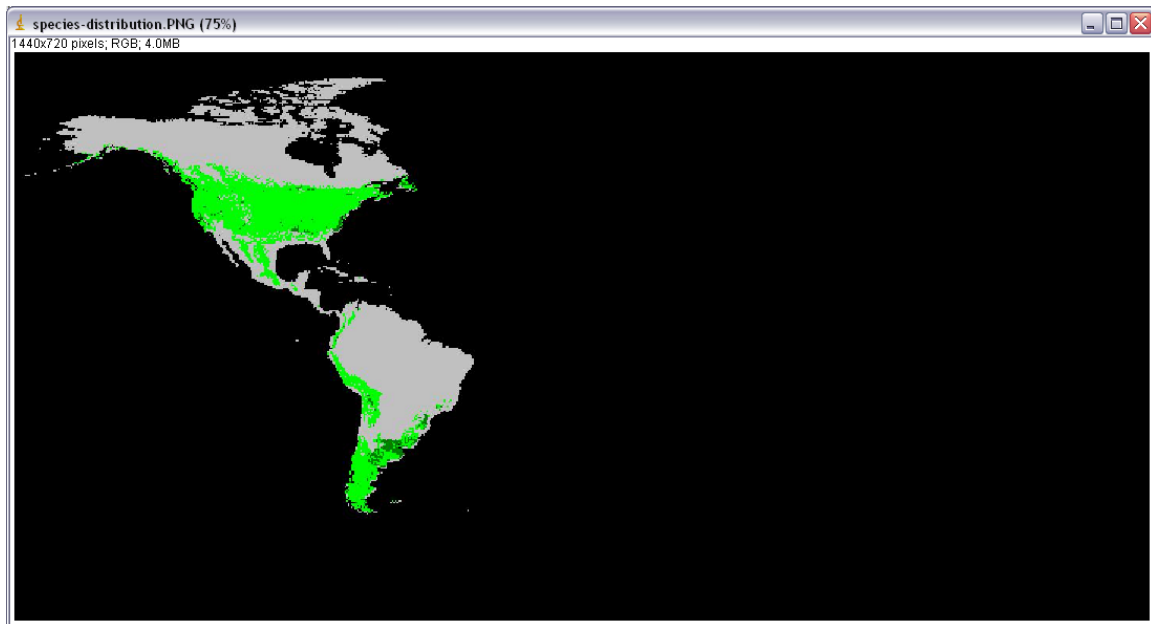 species-distribution.PNG (75%)
1440x720 pixels; RGB; 4.0MB